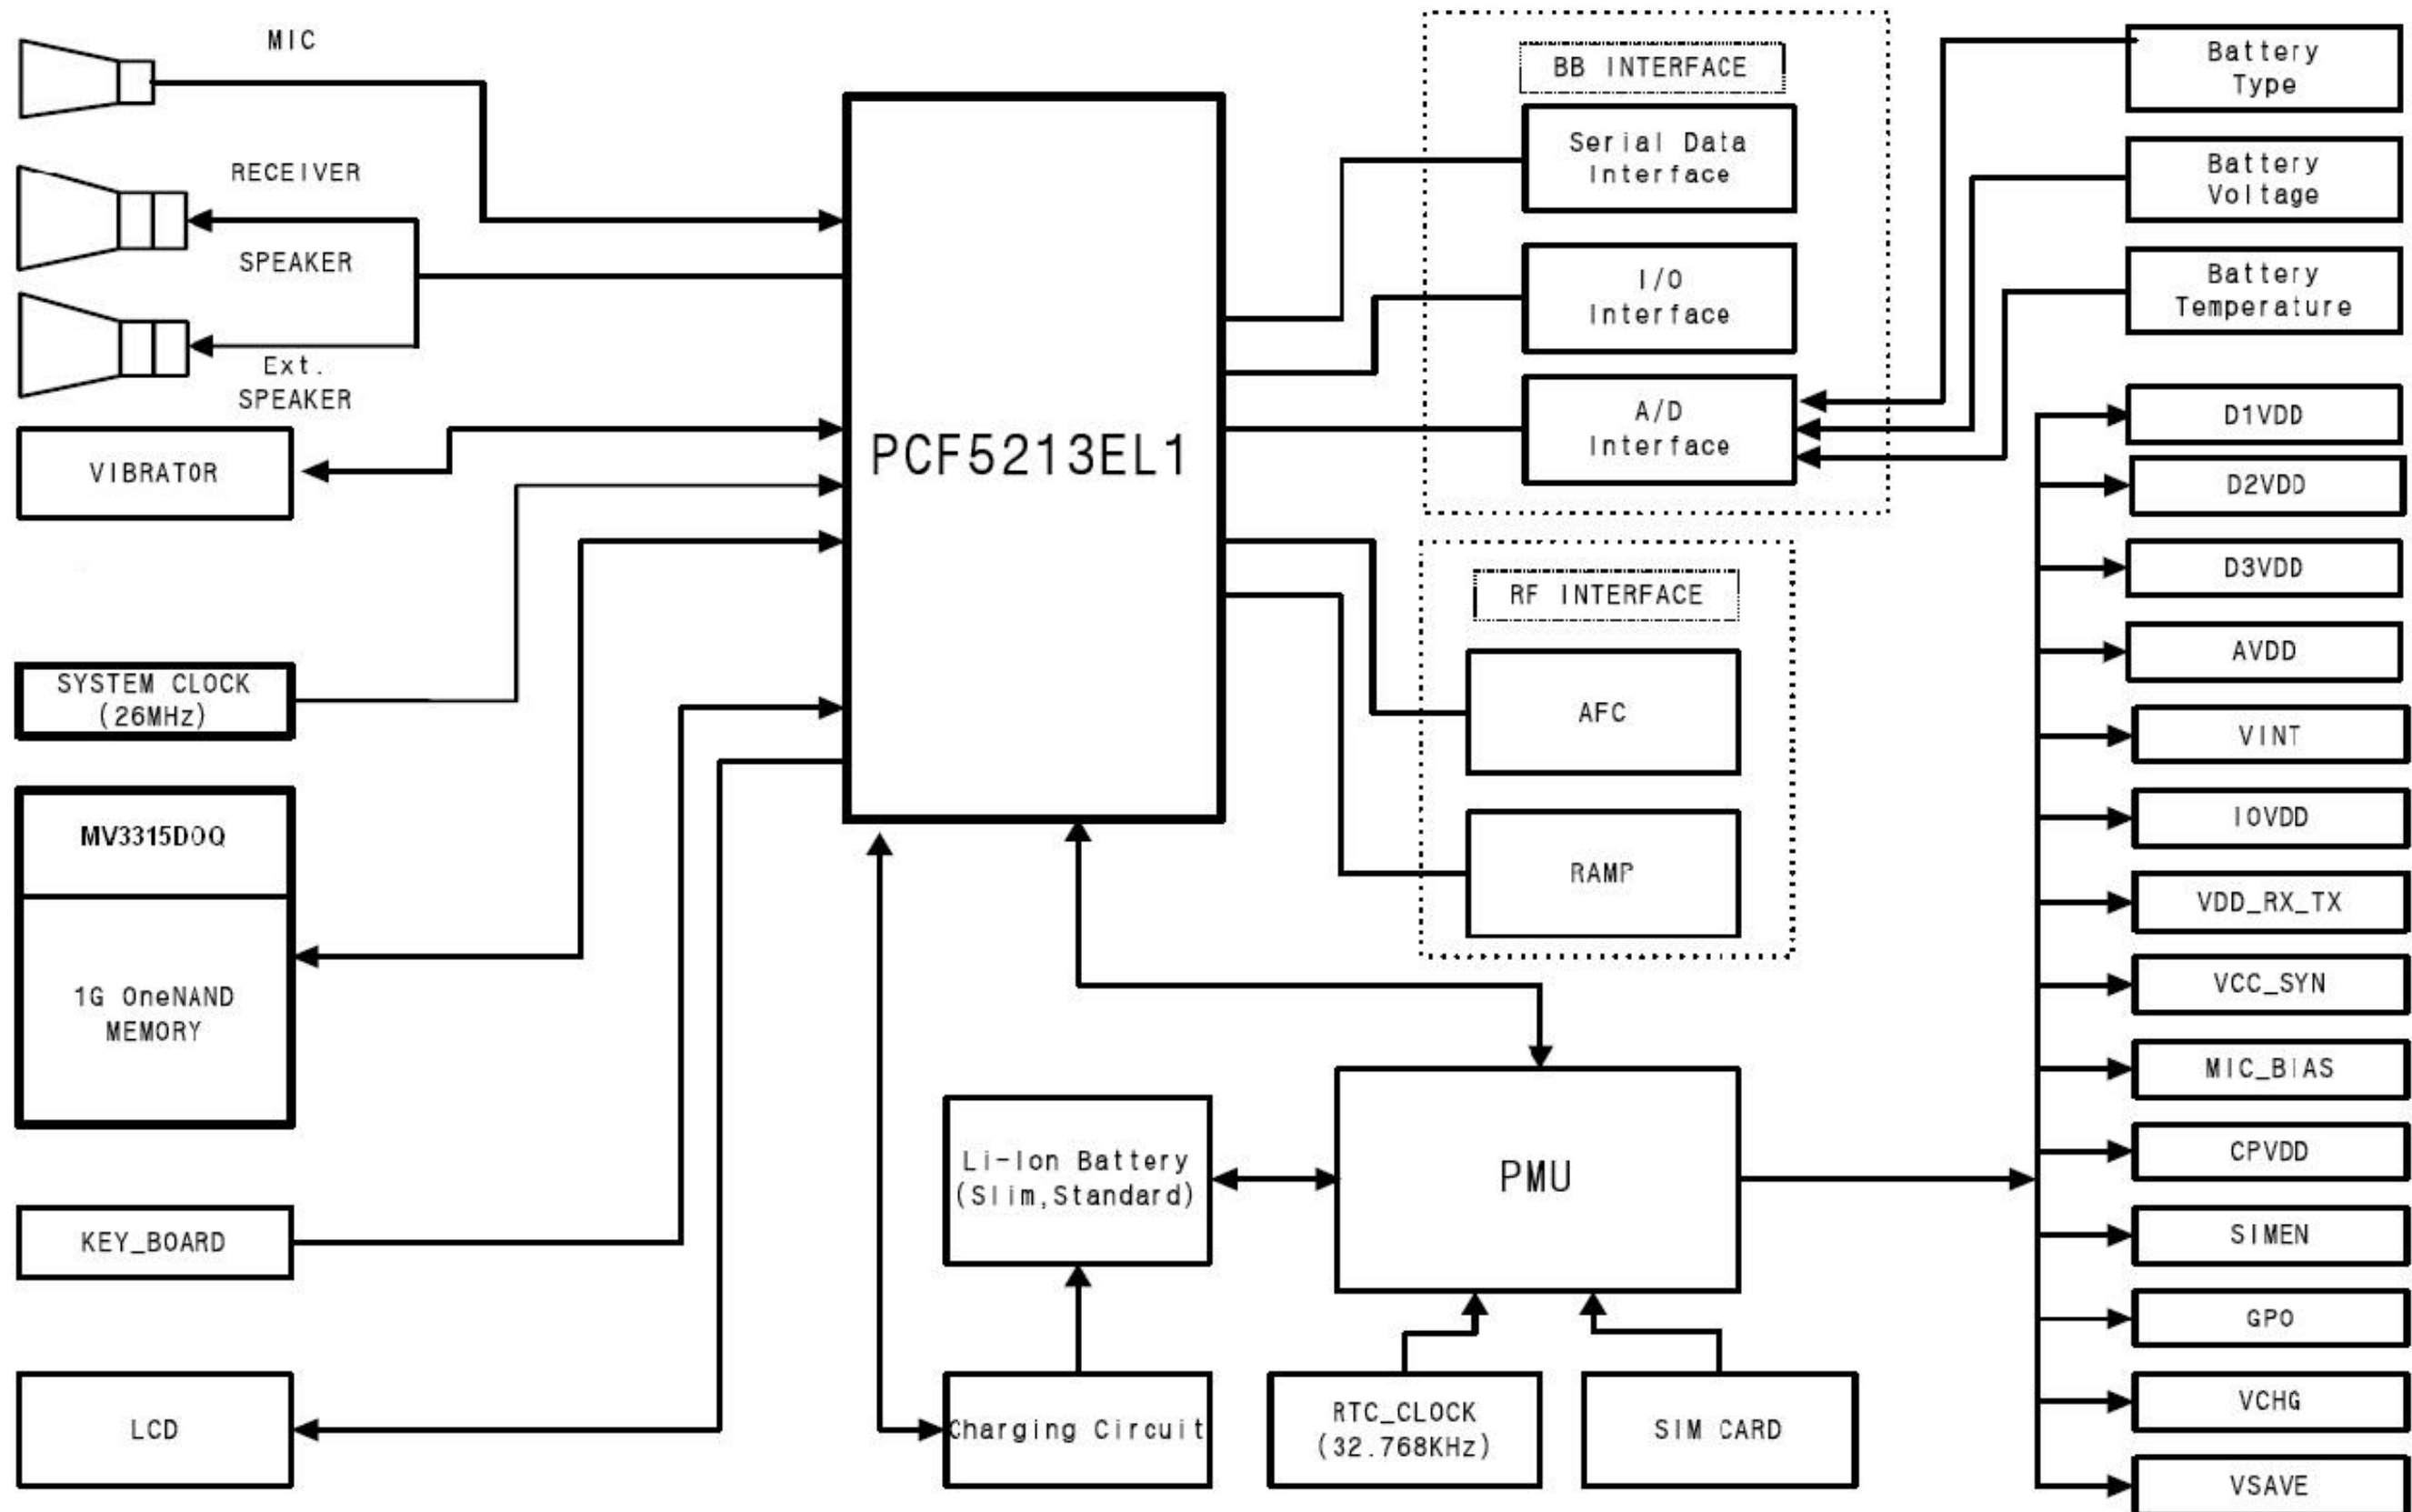 MIC
RECEIVER
SPEAKER
Ext.
SPEAKER
VIBRATOR
SYSTEM CLOCK
(26MHz)
MV3315DOQ
1G OneNAND
MEMORY
KEY_BOARD
LCD
PCF5213EL1
BB INTERFACE
Serial Data
Interface
I/O
Interface
A/D
Interface
RF INTERFACE
AFC
RAMP
Li-Ion Battery
(Slim,Standard)
PMU
Charging Circuit
RTC_CLOCK
(32.768KHz)
SIM CARD
Battery
Type
Battery
Voltage
Battery
Temperature
D1VDD
D2VDD
D3VDD
AVDD
VINT
IOVDD
VDD_RX_TX
VCC_SYN
MIC_BIAS
CPVDD
SIMEN
GPO
VCHG
VSAVE